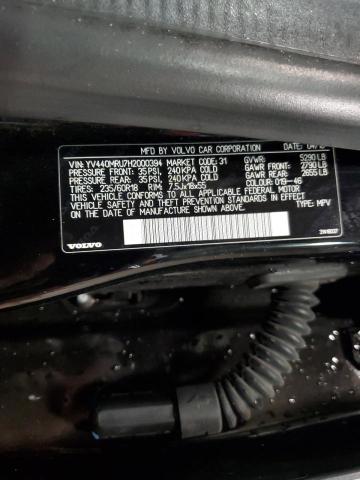 MFD BY VOLVO CAR CORPORATION DATE: 04/16
VIN: YV440MRU7H2000394 MARKET CODE: 31
PRESSURE FRONT: 35 PSI, 240 KPA COLD
PRESSURE REAR: 35 PSI, 240 KPA COLD
TIRES: 235/60R18 RIM: 7.5Jx18x55
GVWR: 5290 LB
GAWR FRONT: 2790 LB
GAWR REAR: 2655 LB
COLOUR: 019-46
THIS VEHICLE CONFORMS TO ALL APPLICABLE FEDERAL MOTOR
VEHICLE SAFETY AND THEFT PREVENTION STANDARDS IN EFFECT
ON THE DATE OF MANUFACTURE SHOWN ABOVE.
TYPE: MPV
VOLVO